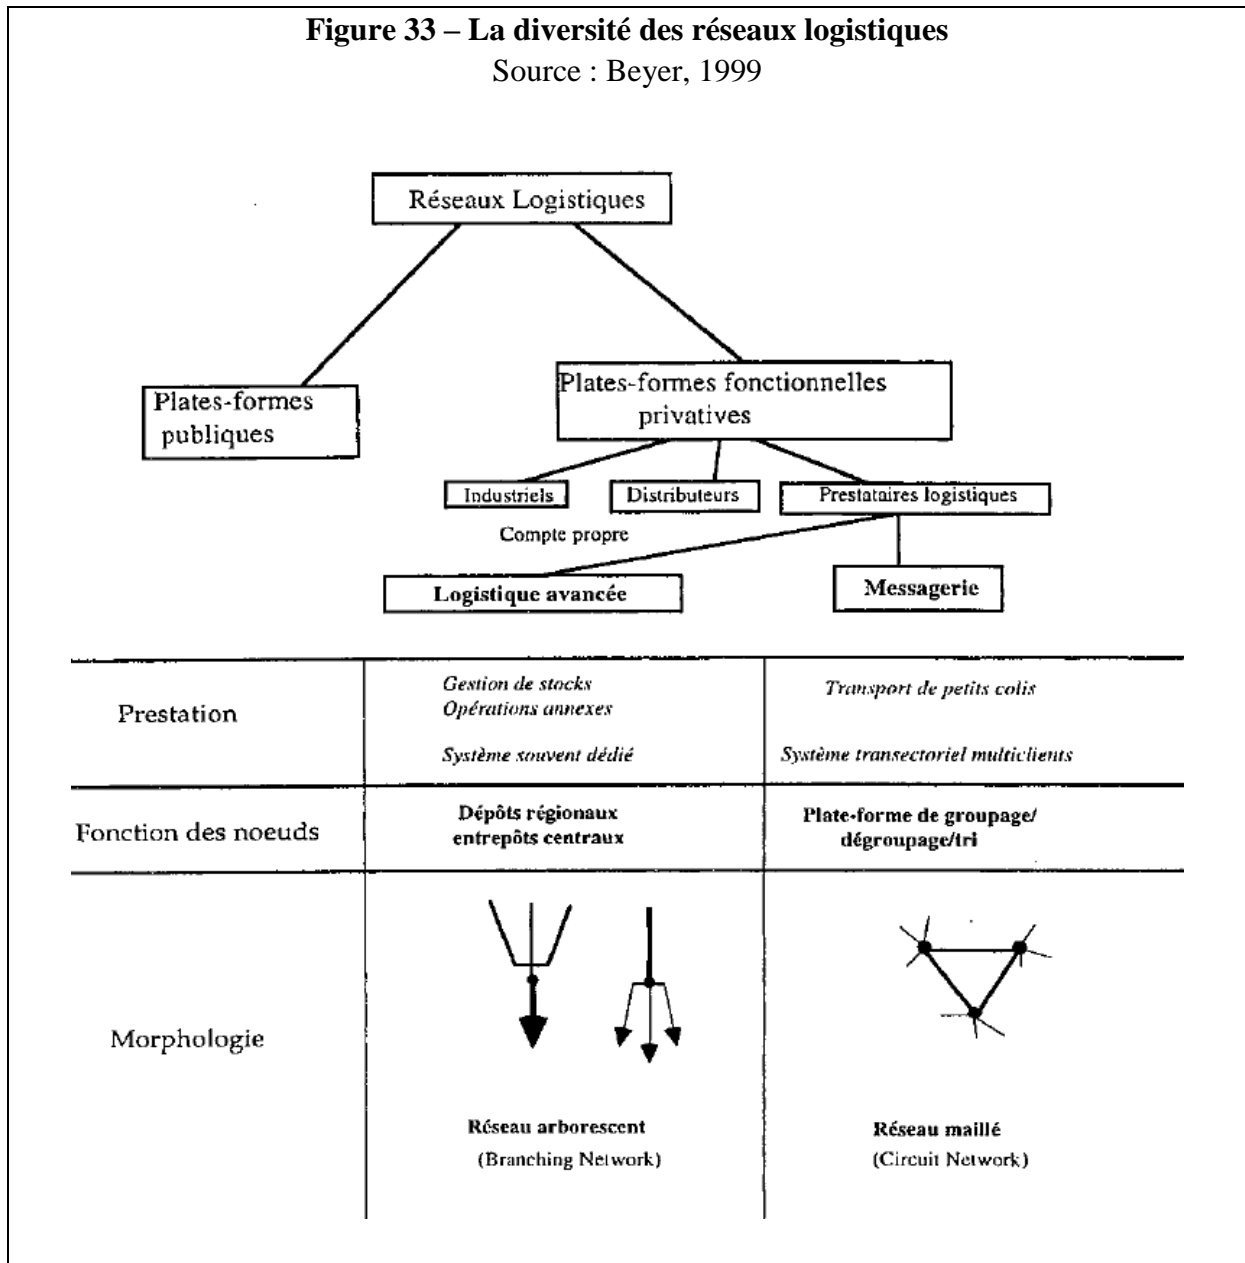 Figure 33 – La diversité des réseaux logistiques
Source : Beyer, 1999
Réseaux Logistiques
Plates-formes
publiques
Plates-formes fonctionnelles
privatives
Industriels
Distributeurs
Prestataires logistiques
Compte propre
Logistique avancée
Messagerie
Prestation
Gestion de stocks
Opérations annexes
Système souvent dédié
Transport de petits colis
Système transectoriel multiclients
Fonction des noeuds
Dépôts régionaux
entrepôts centraux
Plate-forme de groupage/
dégroupage/tri
Morphologie
Réseau arborescent
(Branching Network)
Réseau maillé
(Circuit Network)